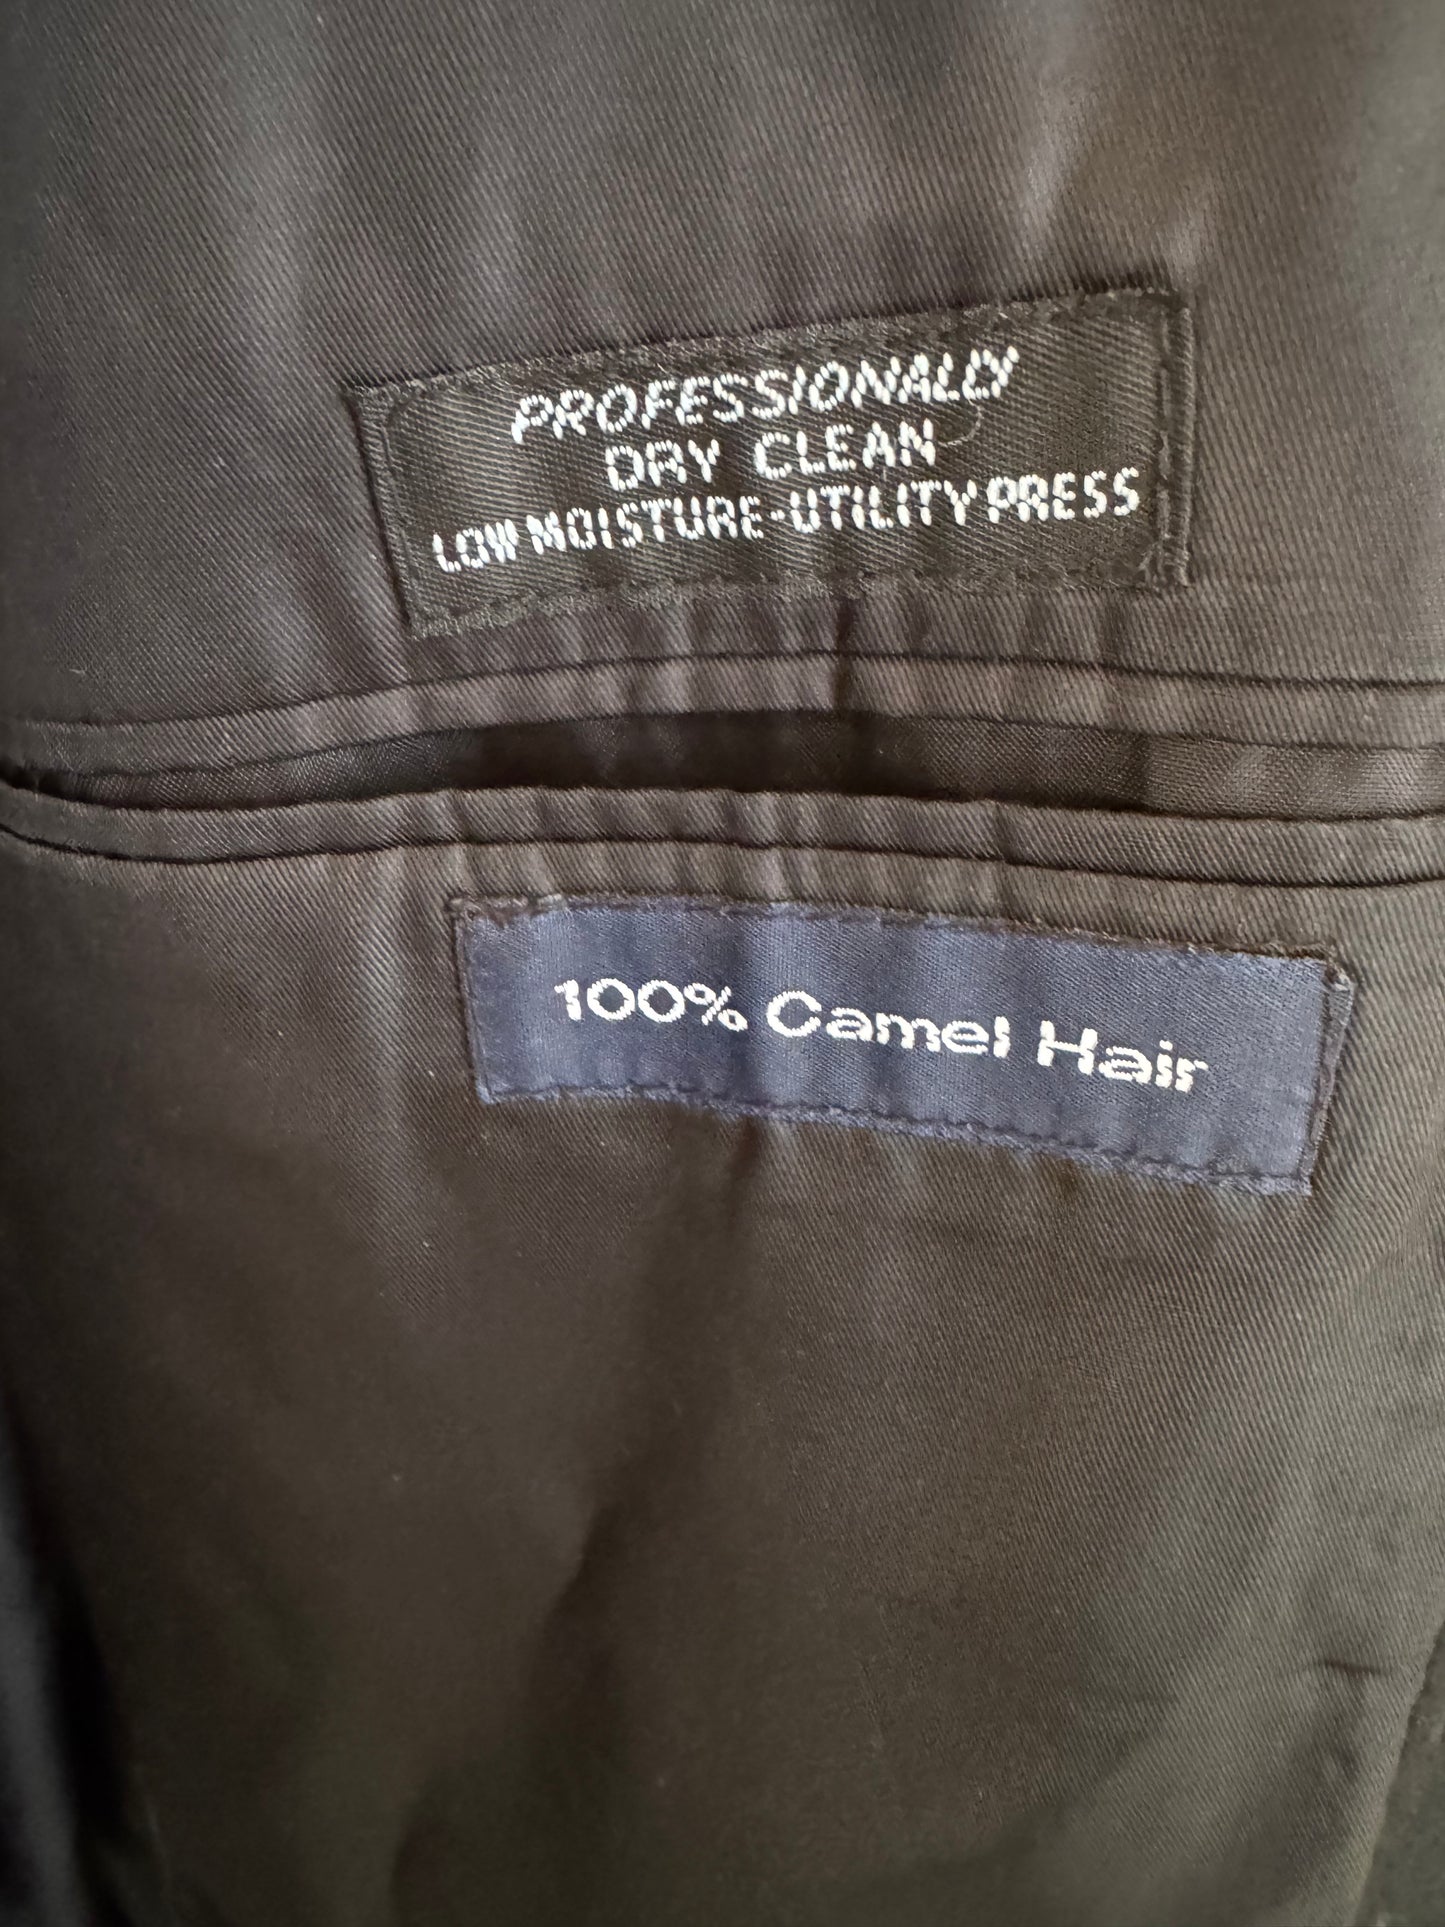 PROFESSIONALLY
DRY CLEAN
LOW MOISTURE-UTILITY PRESS
100% Camel Hair